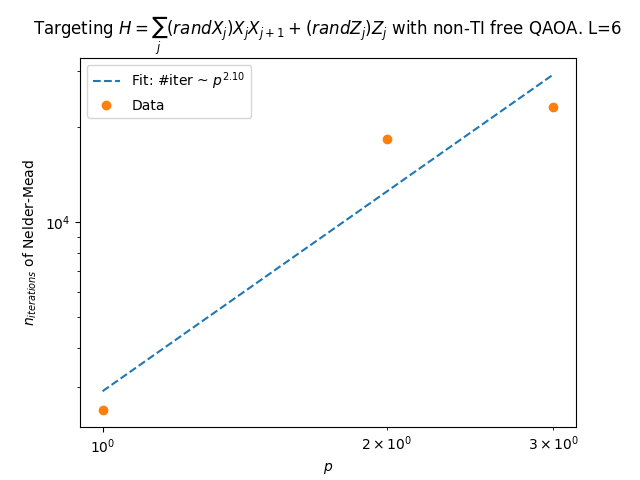 Targeting $H = \sum_j (randX_j)X_jX_{j+1} + (randZ_j)Z_j$ with non-TI free QAOA. L=6
Fit: #iter ~ $p^{2.10}$
Data
$n_{iterations}$ of Nelder-Mead
$10^4$
$10^0$
$2 \times 10^0$
$3 \times 10^0$
$p$